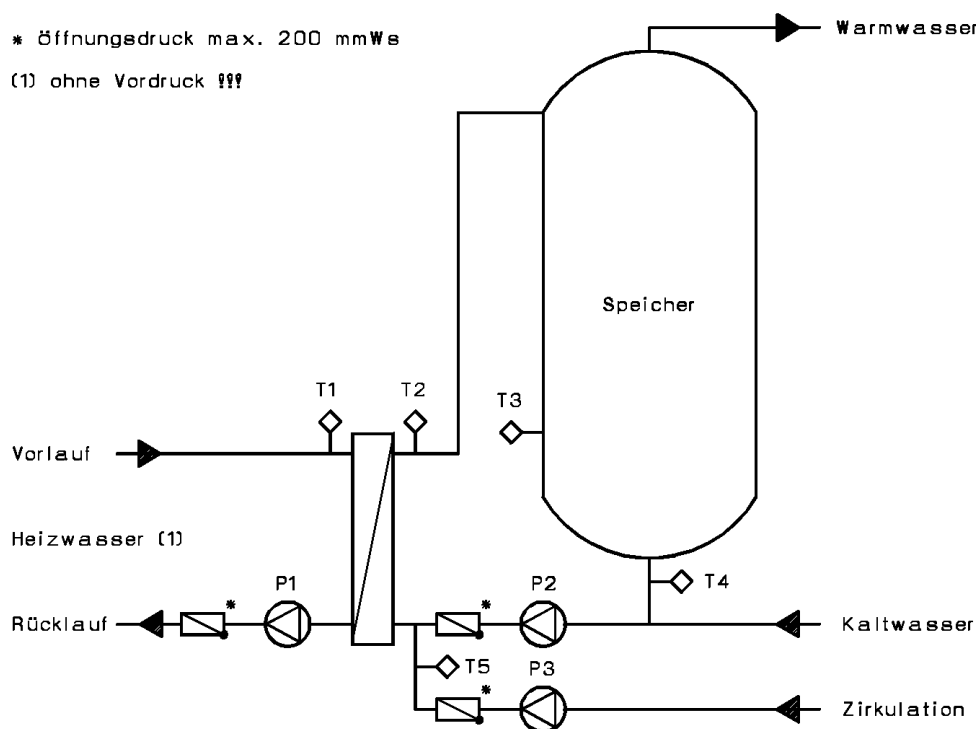 * Öffnungsdruck max. 200 mmWs
(1) ohne Vordruck !!!
Warmwasser
Speicher
T1
T2
T3
Vorlauf
Heizwasser (1)
T4
Rücklauf
*
P1
*
P2
Kaltwasser
T5
*
P3
Zirkulation